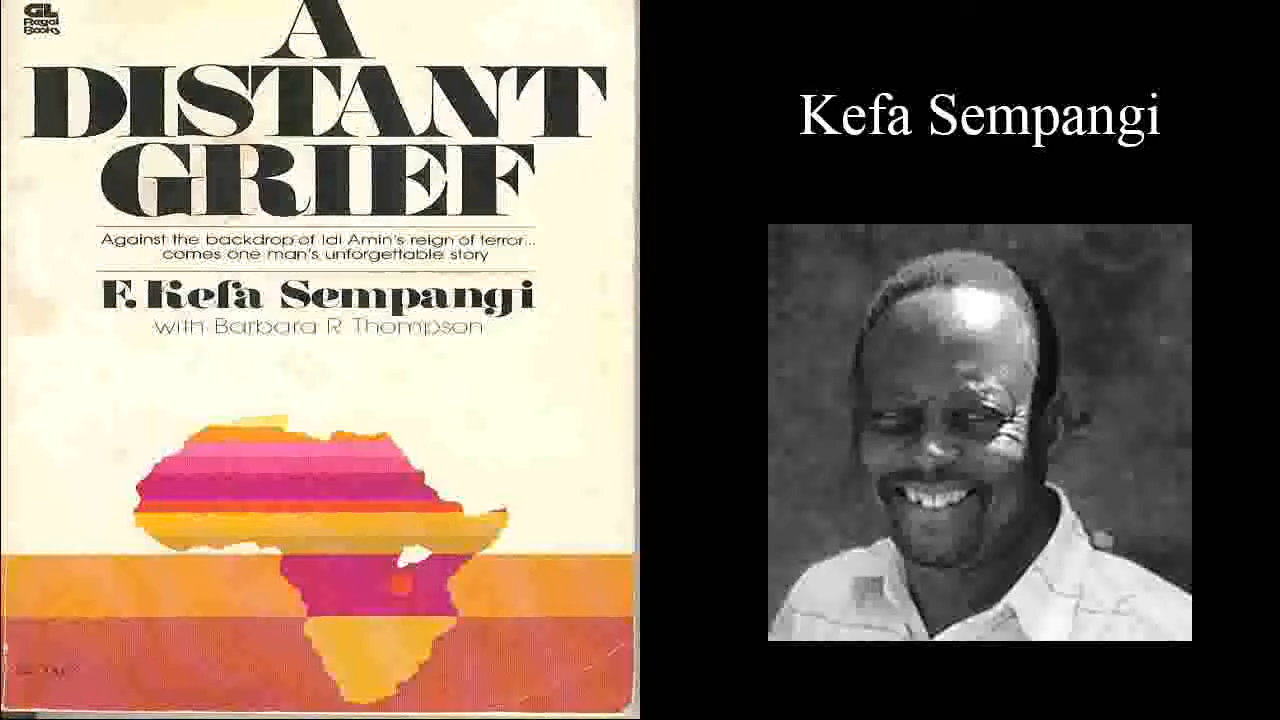 GL
Regal
Books
A
DISTANT
GRIEF
Against the backdrop of Idi Amin's reign of terror...
comes one man's unforgettable story
F. Kefa Sempangi
with Barbara R Thompson
Kefa Sempangi